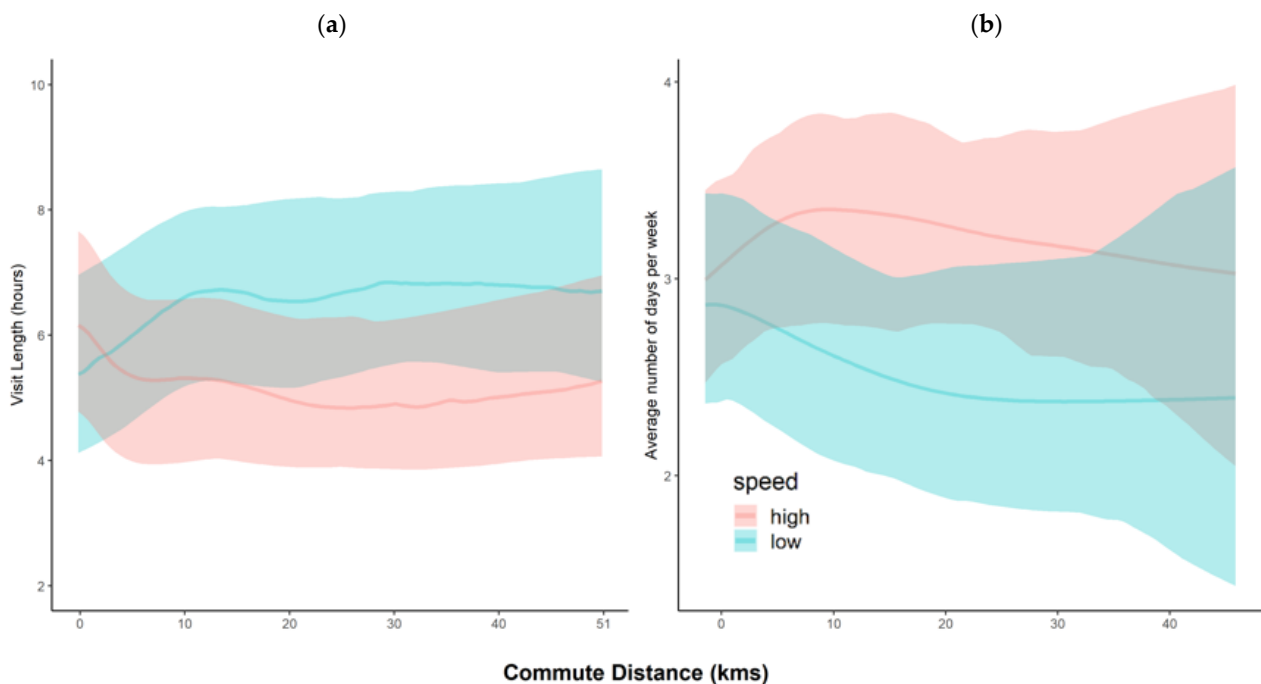 (a)
(b)
Visit Length (hours)
10
8
6
4
2
0 10 20 30 40 51
Average number of days per week
4
3
2
0 10 20 30 40
speed
high
low
Commute Distance (kms)